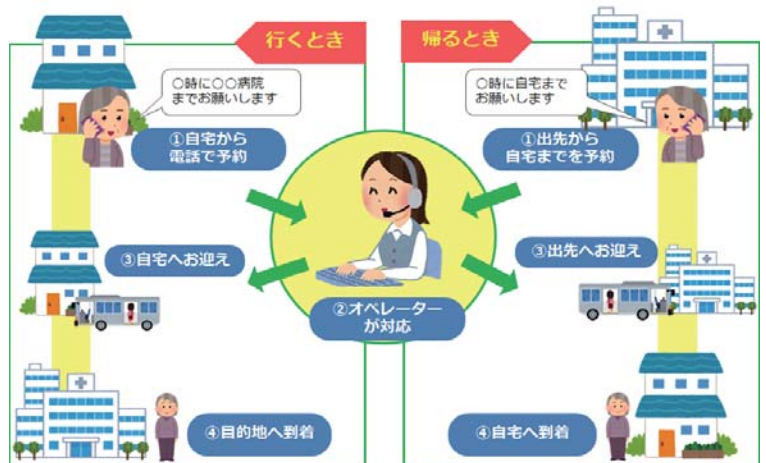 行くとき
○時に○○病院
までお願いします
①自宅から
電話で予約
③自宅へお迎え
④目的地へ到着
②オペレーター
が対応
帰るとき
○時に自宅まで
お願いします
①出先から
自宅までを予約
③出先へお迎え
④自宅へ到着